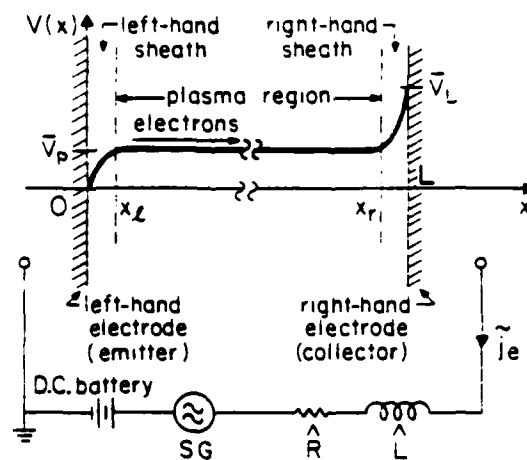 V(x)
left-hand sheath
right-hand sheath
plasma region
V̄L
electrons
V̄p
L
O
xℓ
xr
x
left-hand electrode (emitter)
right-hand electrode (collector)
j̃e
D.C. battery
SG
R̂
L̂